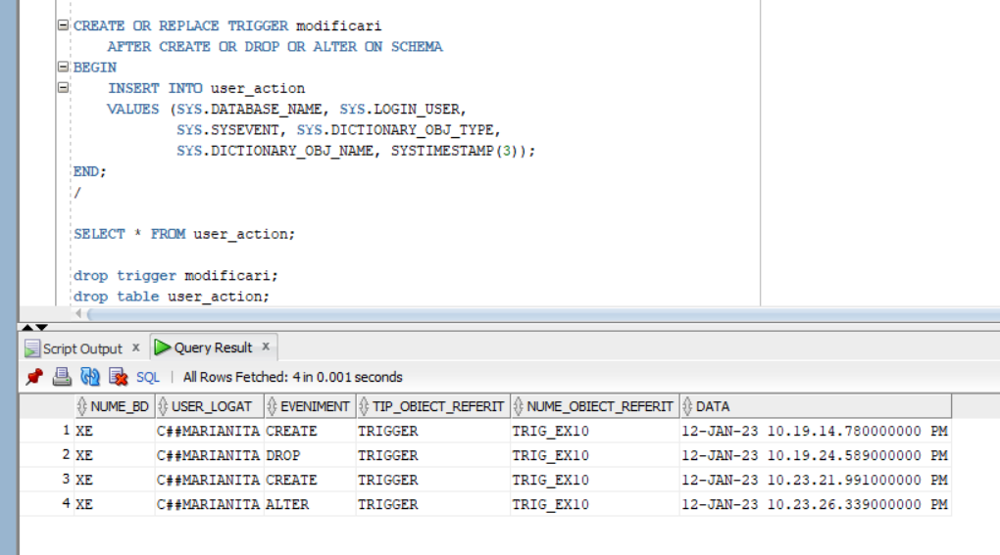 CREATE OR REPLACE TRIGGER modificari
AFTER CREATE OR DROP OR ALTER ON SCHEMA
BEGIN
INSERT INTO user_action
VALUES (SYS.DATABASE_NAME, SYS.LOGIN_USER,
SYS.SYSEVENT, SYS.DICTIONARY_OBJ_TYPE,
SYS.DICTIONARY_OBJ_NAME, SYSTIMESTAMP(3));
END;
/
SELECT * FROM user_action;
drop trigger modificari;
drop table user_action;
Script Output x Query Result x
SQL | All Rows Fetched: 4 in 0.001 seconds
NUME_BD USER_LOGAT EVENIMENT TIP_OBIECT_REFERIT NUME_OBIECT_REFERIT DATA
1 XE C##MARIANITA CREATE TRIGGER TRIG_EX10 12-JAN-23 10.19.14.780000000 PM
2 XE C##MARIANITA DROP TRIGGER TRIG_EX10 12-JAN-23 10.19.24.589000000 PM
3 XE C##MARIANITA CREATE TRIGGER TRIG_EX10 12-JAN-23 10.23.21.991000000 PM
4 XE C##MARIANITA ALTER TRIGGER TRIG_EX10 12-JAN-23 10.23.26.339000000 PM